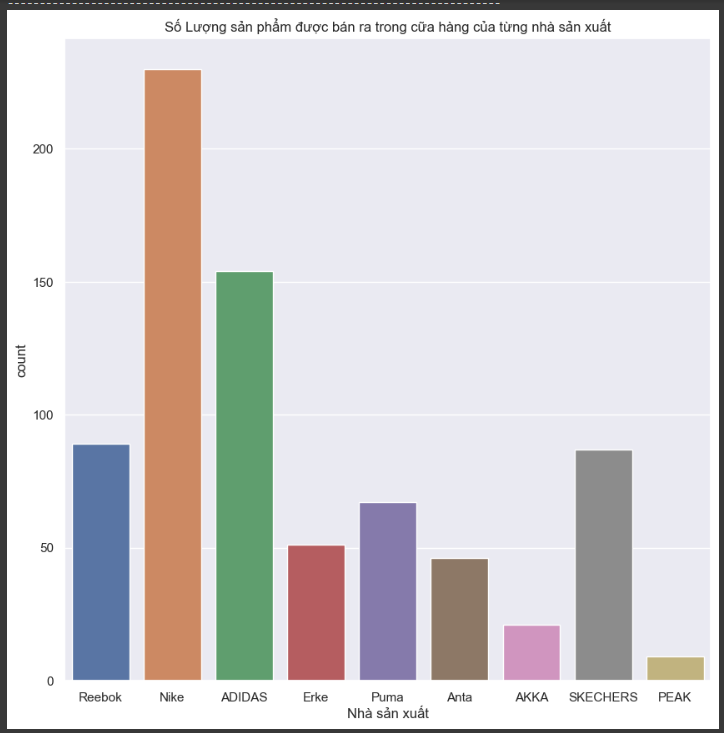 Số Lượng sản phẩm được bán ra trong cữa hàng của từng nhà sản xuất
200
150
100
50
0
count
Reebok Nike ADIDAS Erke Puma Anta AKKA SKECHERS PEAK
Nhà sản xuất